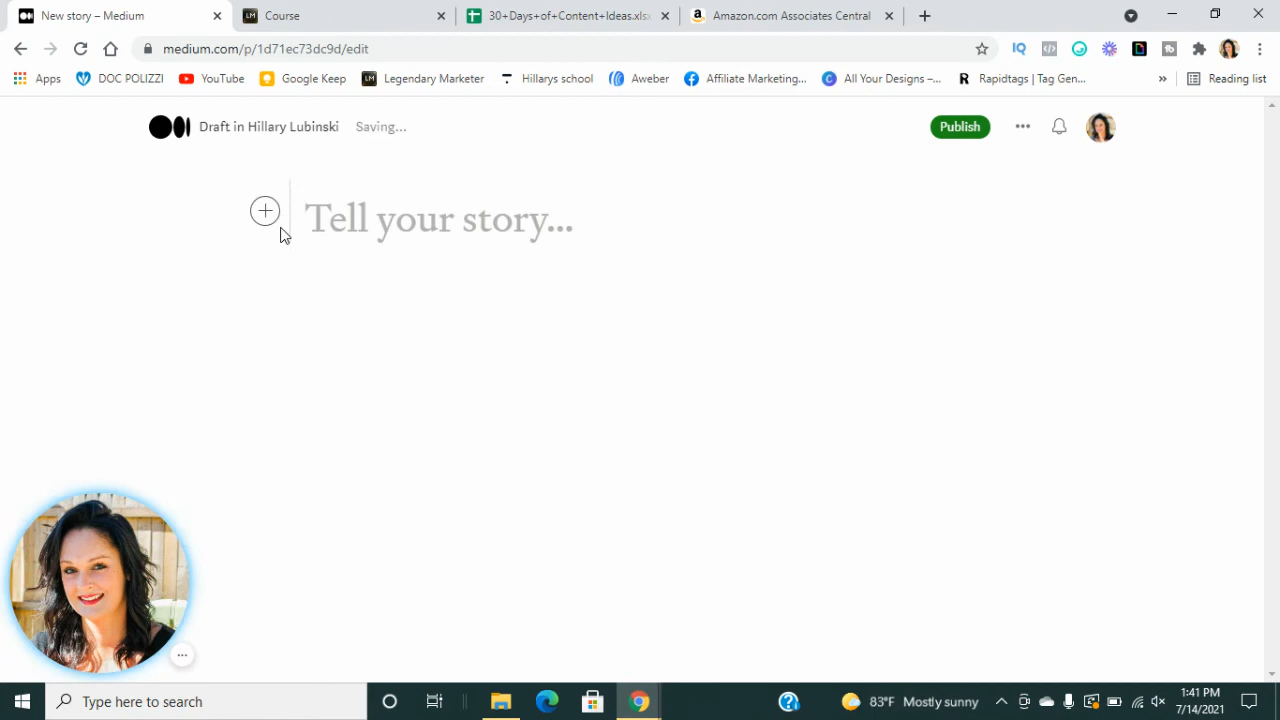 New story – Medium
Course
30+Days+of+Content+Ideas.xlsx
Amazon.com Associates Central
medium.com/p/1d71ec73dc9d/edit
Apps
DOC POLIZZI
YouTube
Google Keep
LM
Legendary Marketer
Hillarys school
Aweber
Affiliate Marketing...
All Your Designs –...
Rapidtags | Tag Gen...
»
Reading list
Draft in Hillary Lubinski
Saving...
Publish
Tell your story...
Type here to search
83°F Mostly sunny
1:41 PM
7/14/2021